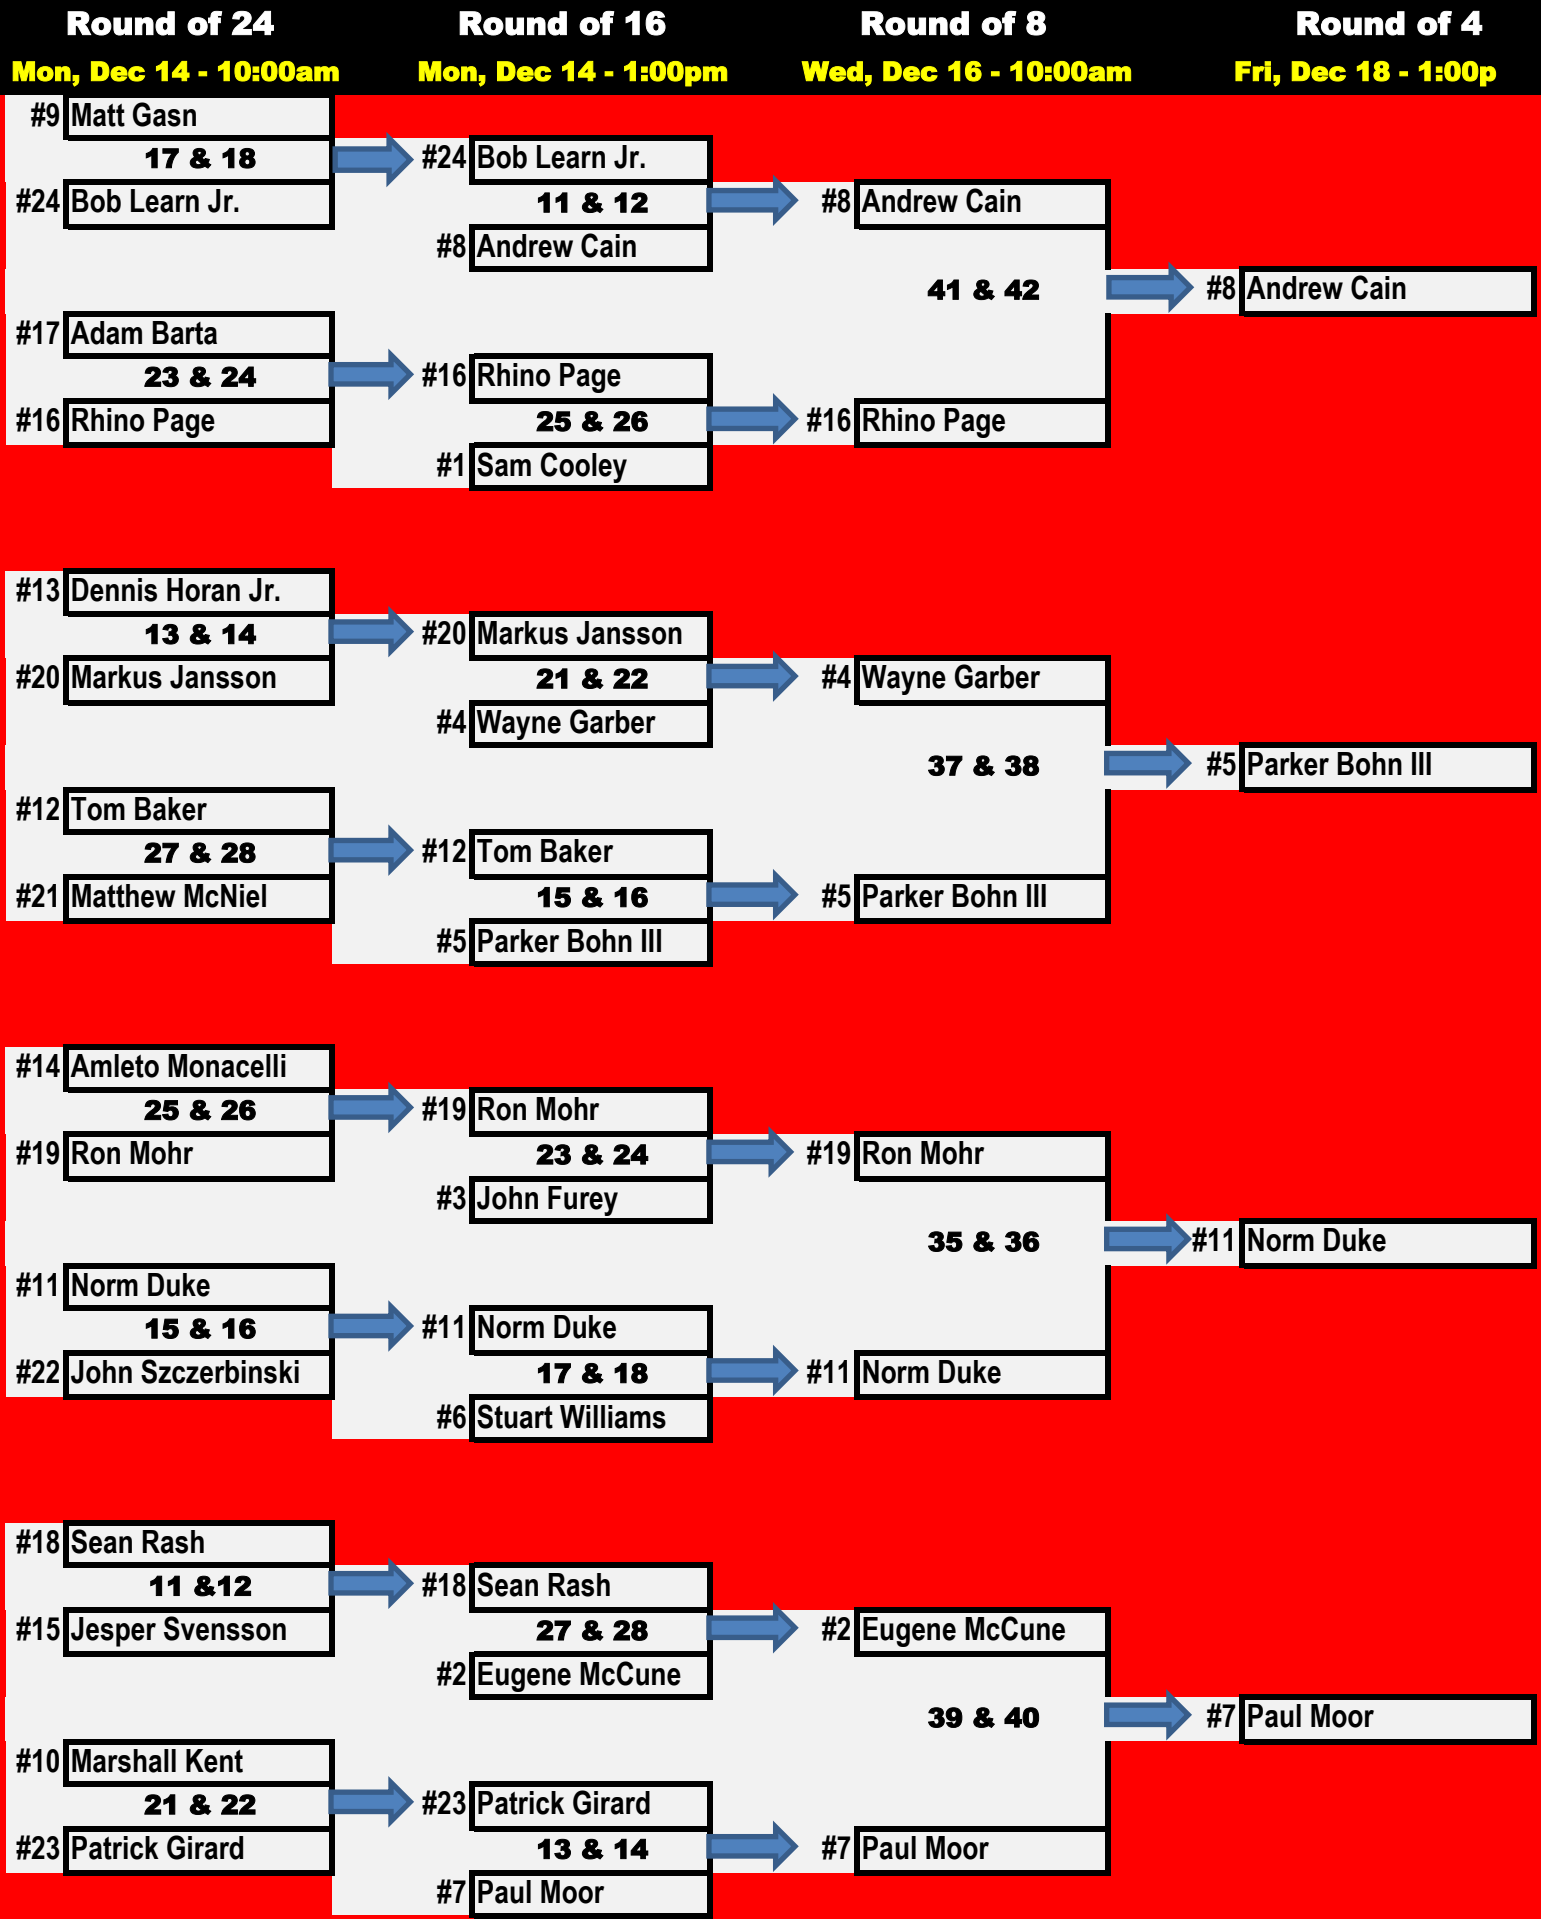 Round of 24 Round of 16 Round of 8 Round of 4
Mon, Dec 14 - 10:00am Mon, Dec 14 - 1:00pm Wed, Dec 16 - 10:00am Fri, Dec 18 - 1:00p
#9 Matt Gasn
17 & 18 #24 Bob Learn Jr.
#24 Bob Learn Jr. 11 & 12 #8 Andrew Cain
#8 Andrew Cain
41 & 42 #8 Andrew Cain
#17 Adam Barta
23 & 24 #16 Rhino Page
#16 Rhino Page 25 & 26 #16 Rhino Page
#1 Sam Cooley
#13 Dennis Horan Jr.
13 & 14 #20 Markus Jansson
#20 Markus Jansson 21 & 22 #4 Wayne Garber
#4 Wayne Garber
37 & 38 #5 Parker Bohn III
#12 Tom Baker
27 & 28 #12 Tom Baker
#21 Matthew McNiel 15 & 16 #5 Parker Bohn III
#5 Parker Bohn III
#14 Amleto Monacelli
25 & 26 #19 Ron Mohr
#19 Ron Mohr 23 & 24 #19 Ron Mohr
#3 John Furey
35 & 36 #11 Norm Duke
#11 Norm Duke
15 & 16 #11 Norm Duke
#22 John Szczerbinski 17 & 18 #11 Norm Duke
#6 Stuart Williams
#18 Sean Rash
11 &12 #18 Sean Rash
#15 Jesper Svensson 27 & 28 #2 Eugene McCune
#2 Eugene McCune
39 & 40 #7 Paul Moor
#10 Marshall Kent
21 & 22 #23 Patrick Girard
#23 Patrick Girard 13 & 14 #7 Paul Moor
#7 Paul Moor